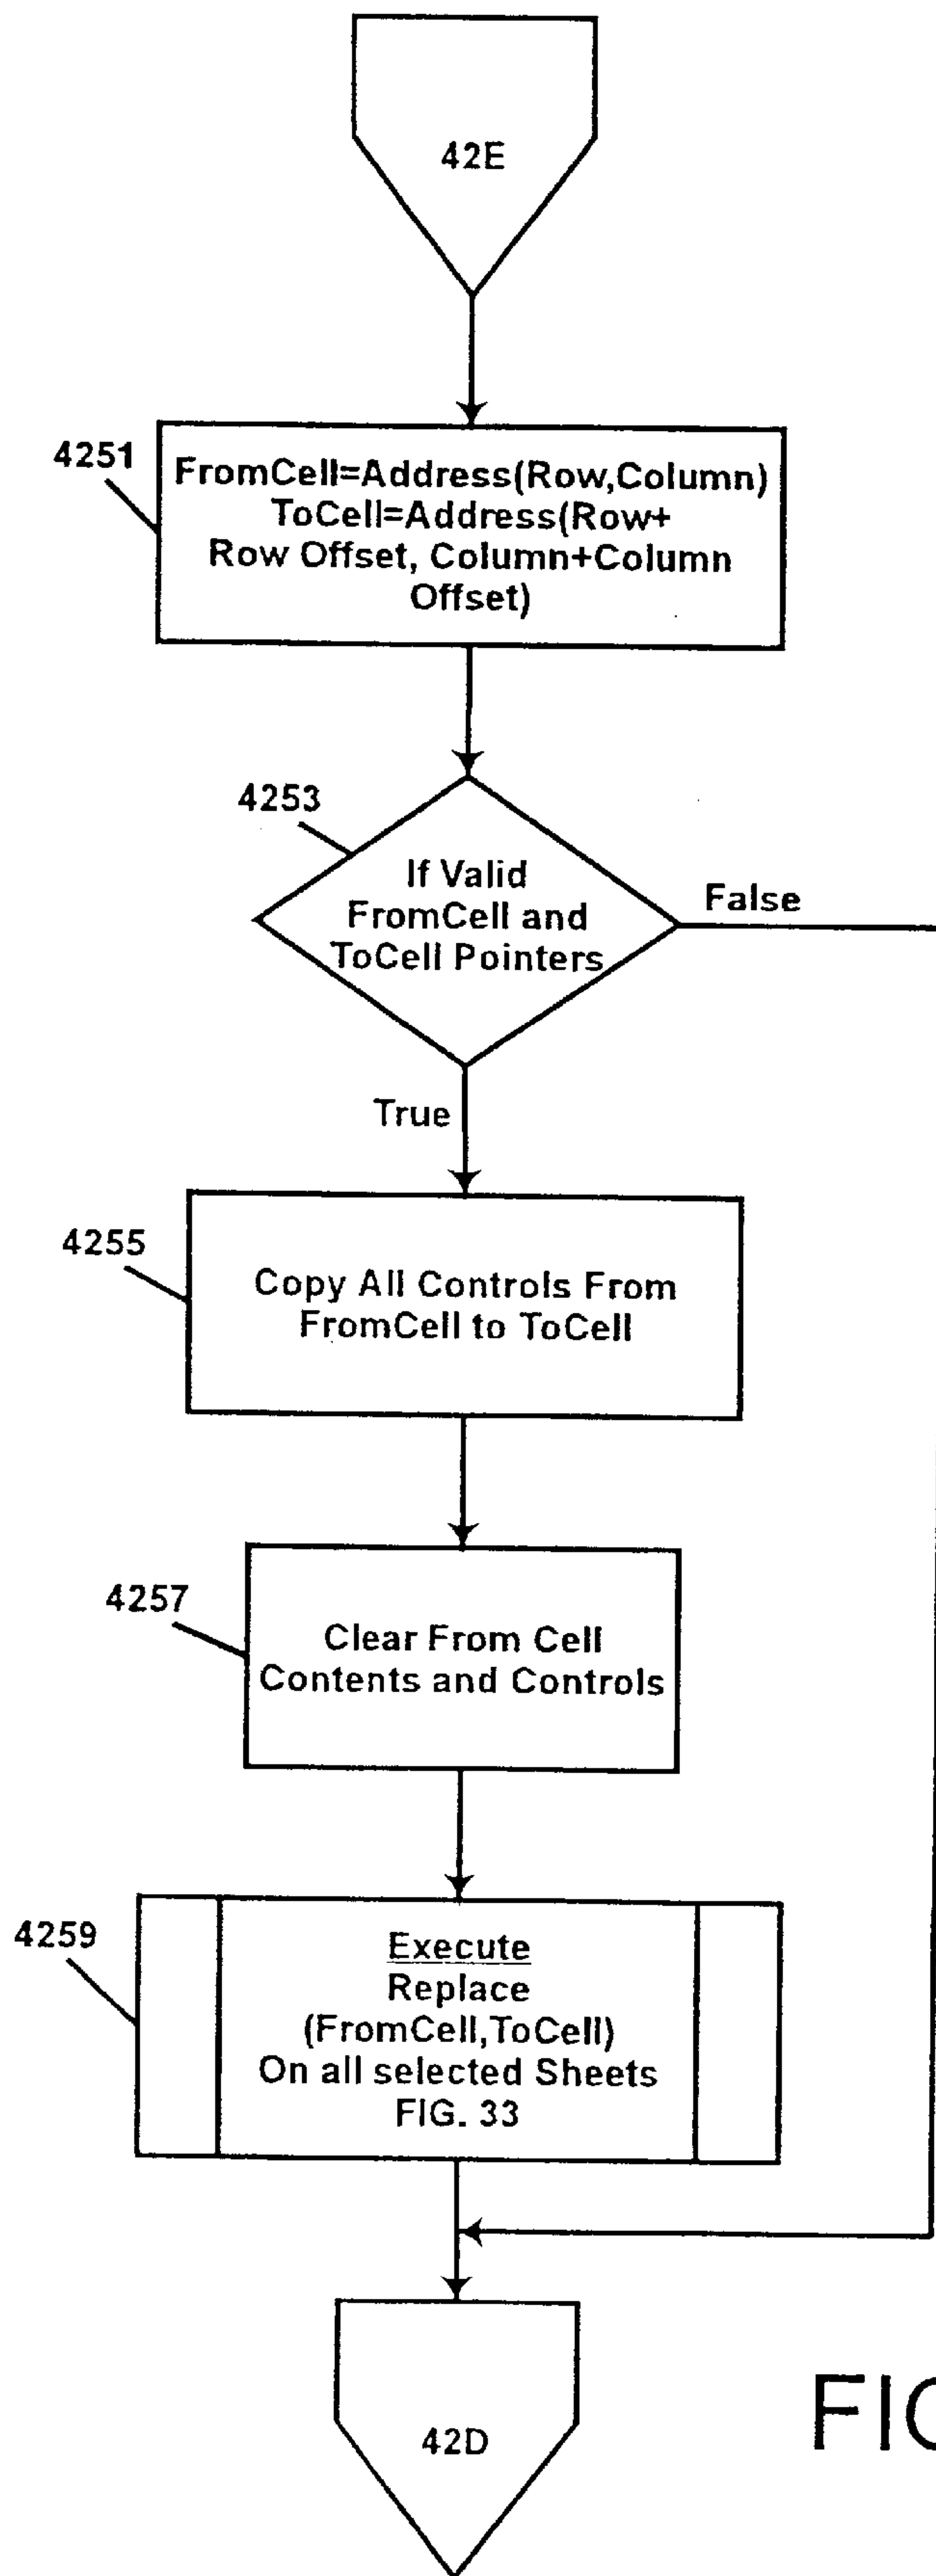 42E
4251
FromCell=Address(Row,Column)
ToCell=Address(Row+
Row Offset, Column+Column
Offset)
4253
If Valid
FromCell and
ToCell Pointers
False
True
4255
Copy All Controls From
FromCell to ToCell
4257
Clear From Cell
Contents and Controls
4259
Execute
Replace
(FromCell,ToCell)
On all selected Sheets
FIG. 33
42D